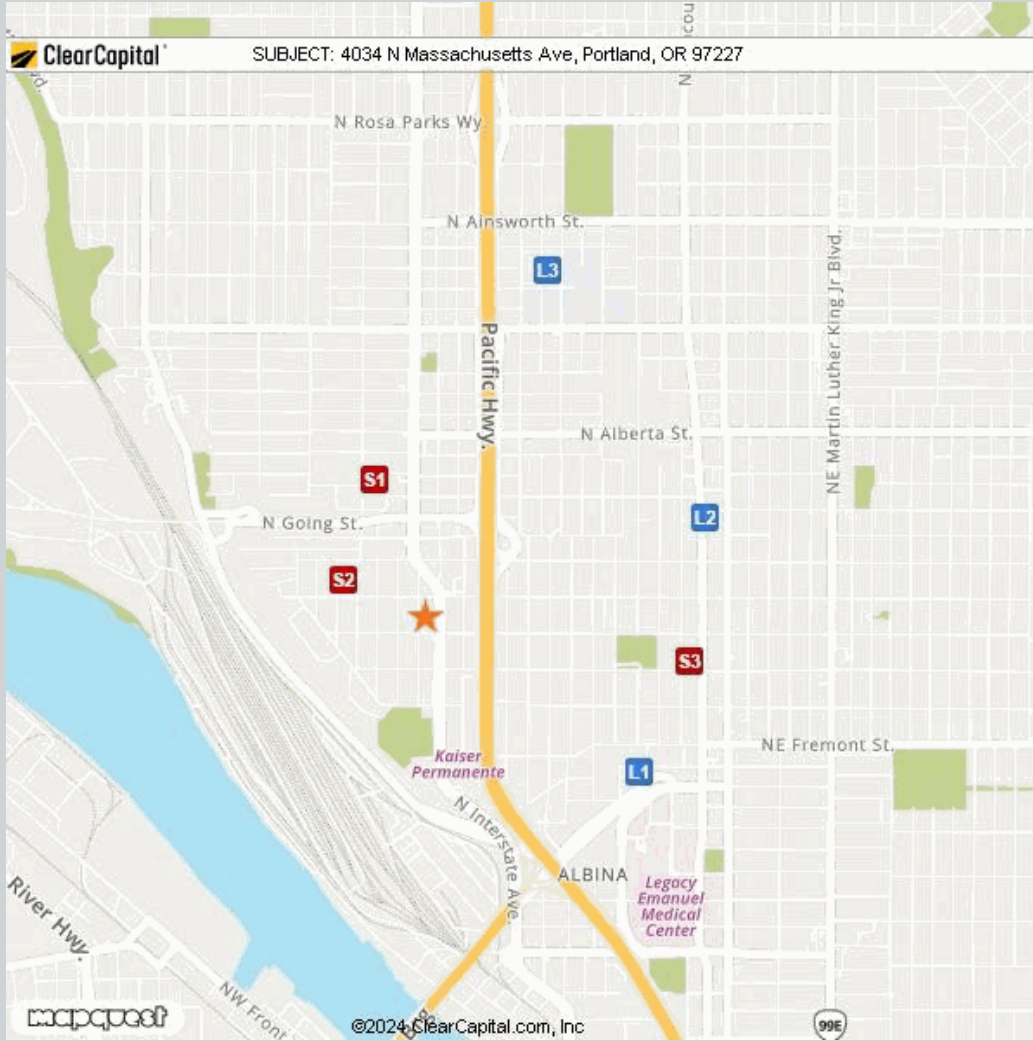 ClearCapital
SUBJECT: 4034 N Massachusetts Ave, Portland, OR 97227
N
N Rosa Parks Wy.
N Ainsworth St.
L3
NE Martin Luther King Jr Blvd.
Pacific Hwy.
N Alberta St.
S1
L2
N Going St.
S2
S3
NE Fremont St.
Kaiser
Permanente
L1
N Interstate Ave.
ALBINA
Legacy
Emanuel
Medical
Center
River Hwy.
NW Front
mapquest
©2024 ClearCapital.com, Inc
99E